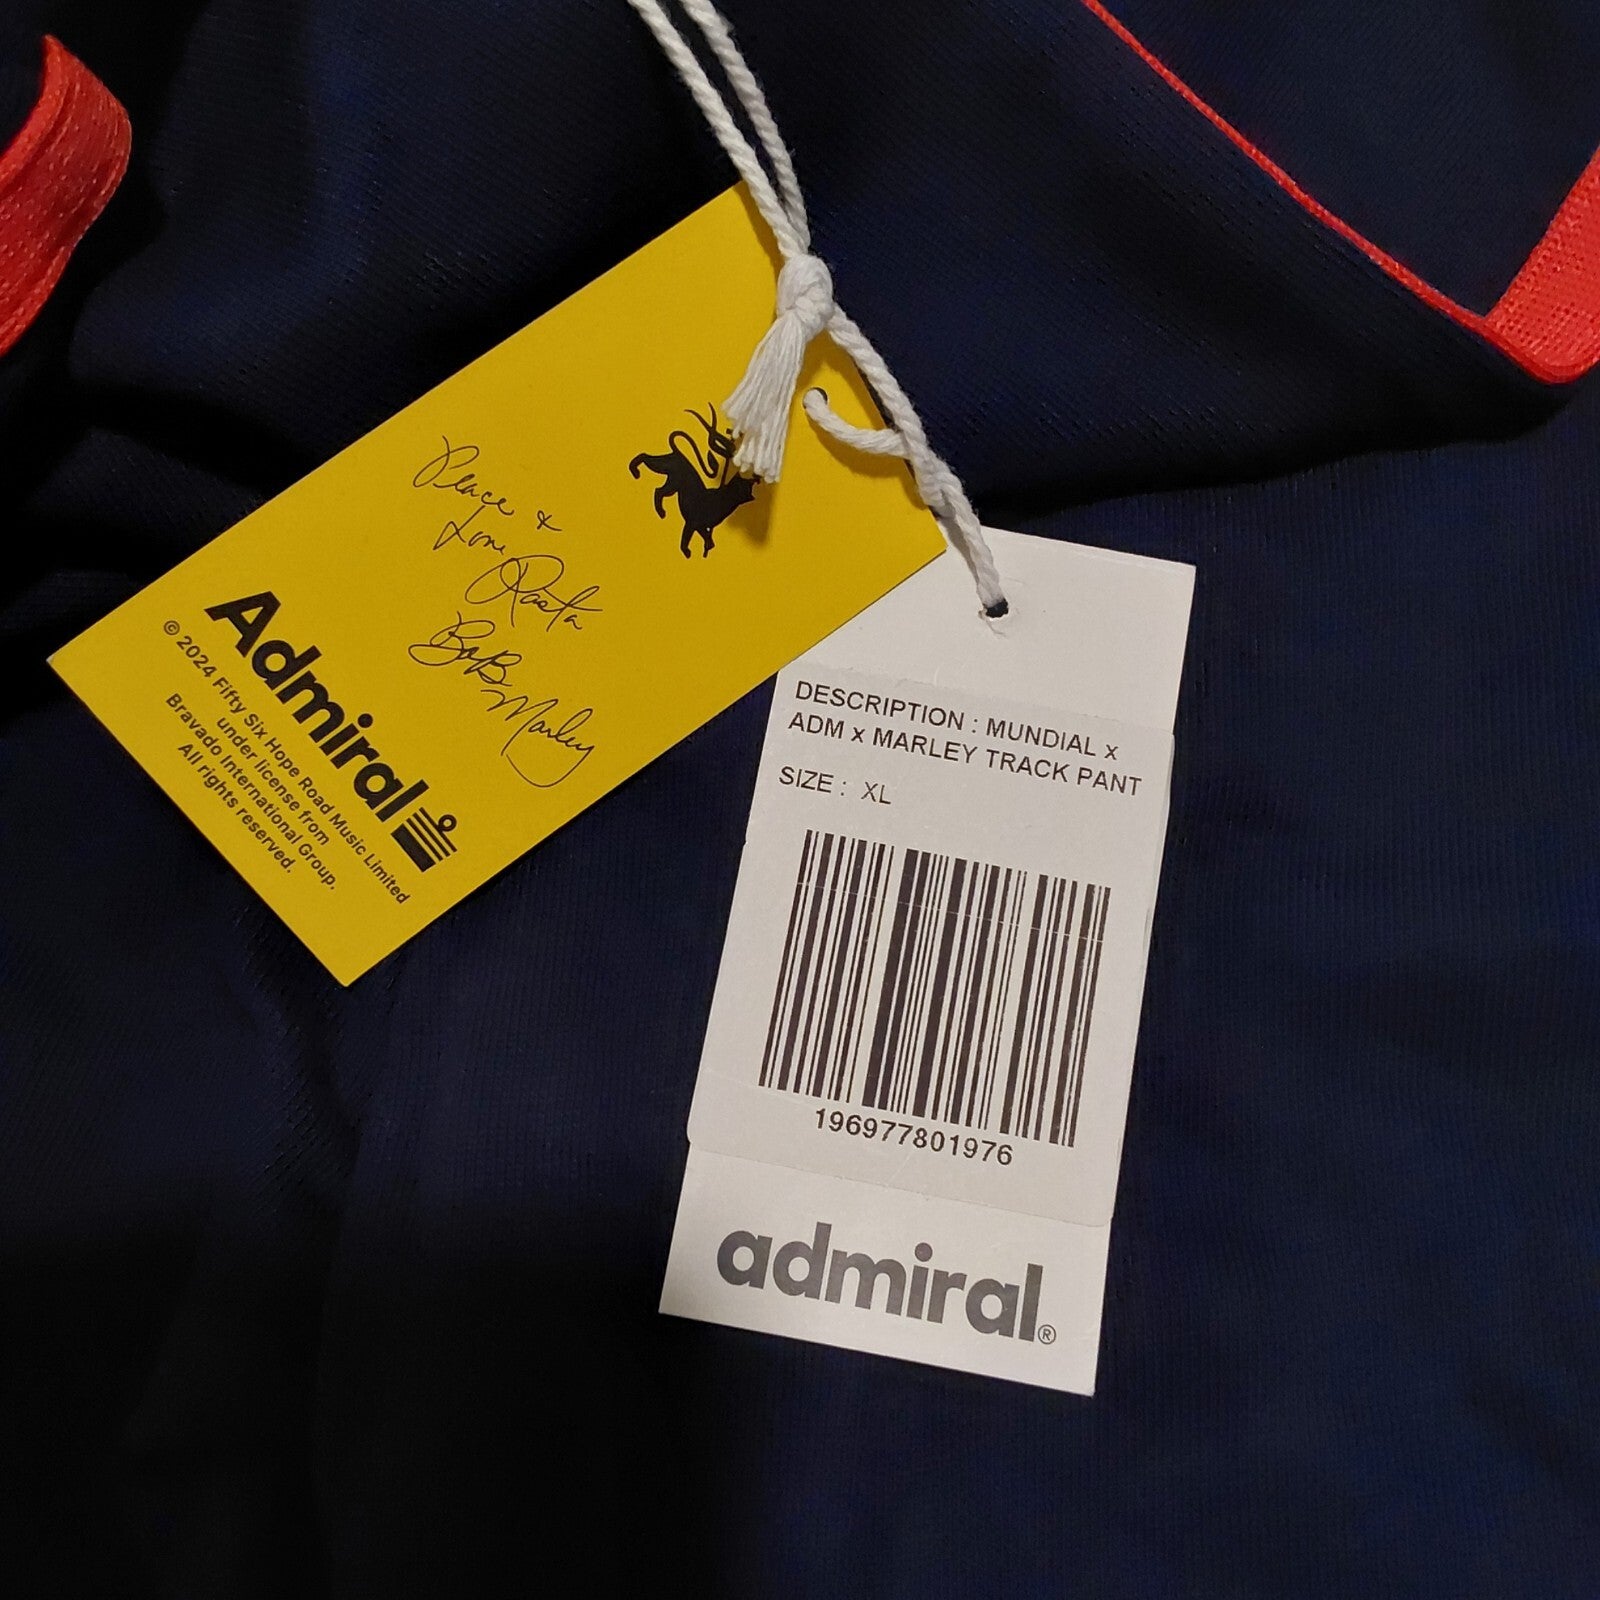 Peace &
Love Rasta
Bob Marley
Admiral
© 2024 Fifty Six Hope Road Music Limited
under license from
Bravado International Group.
All rights reserved.
DESCRIPTION : MUNDIAL x
ADM x MARLEY TRACK PANT
SIZE : XL
196977801976
admiral®